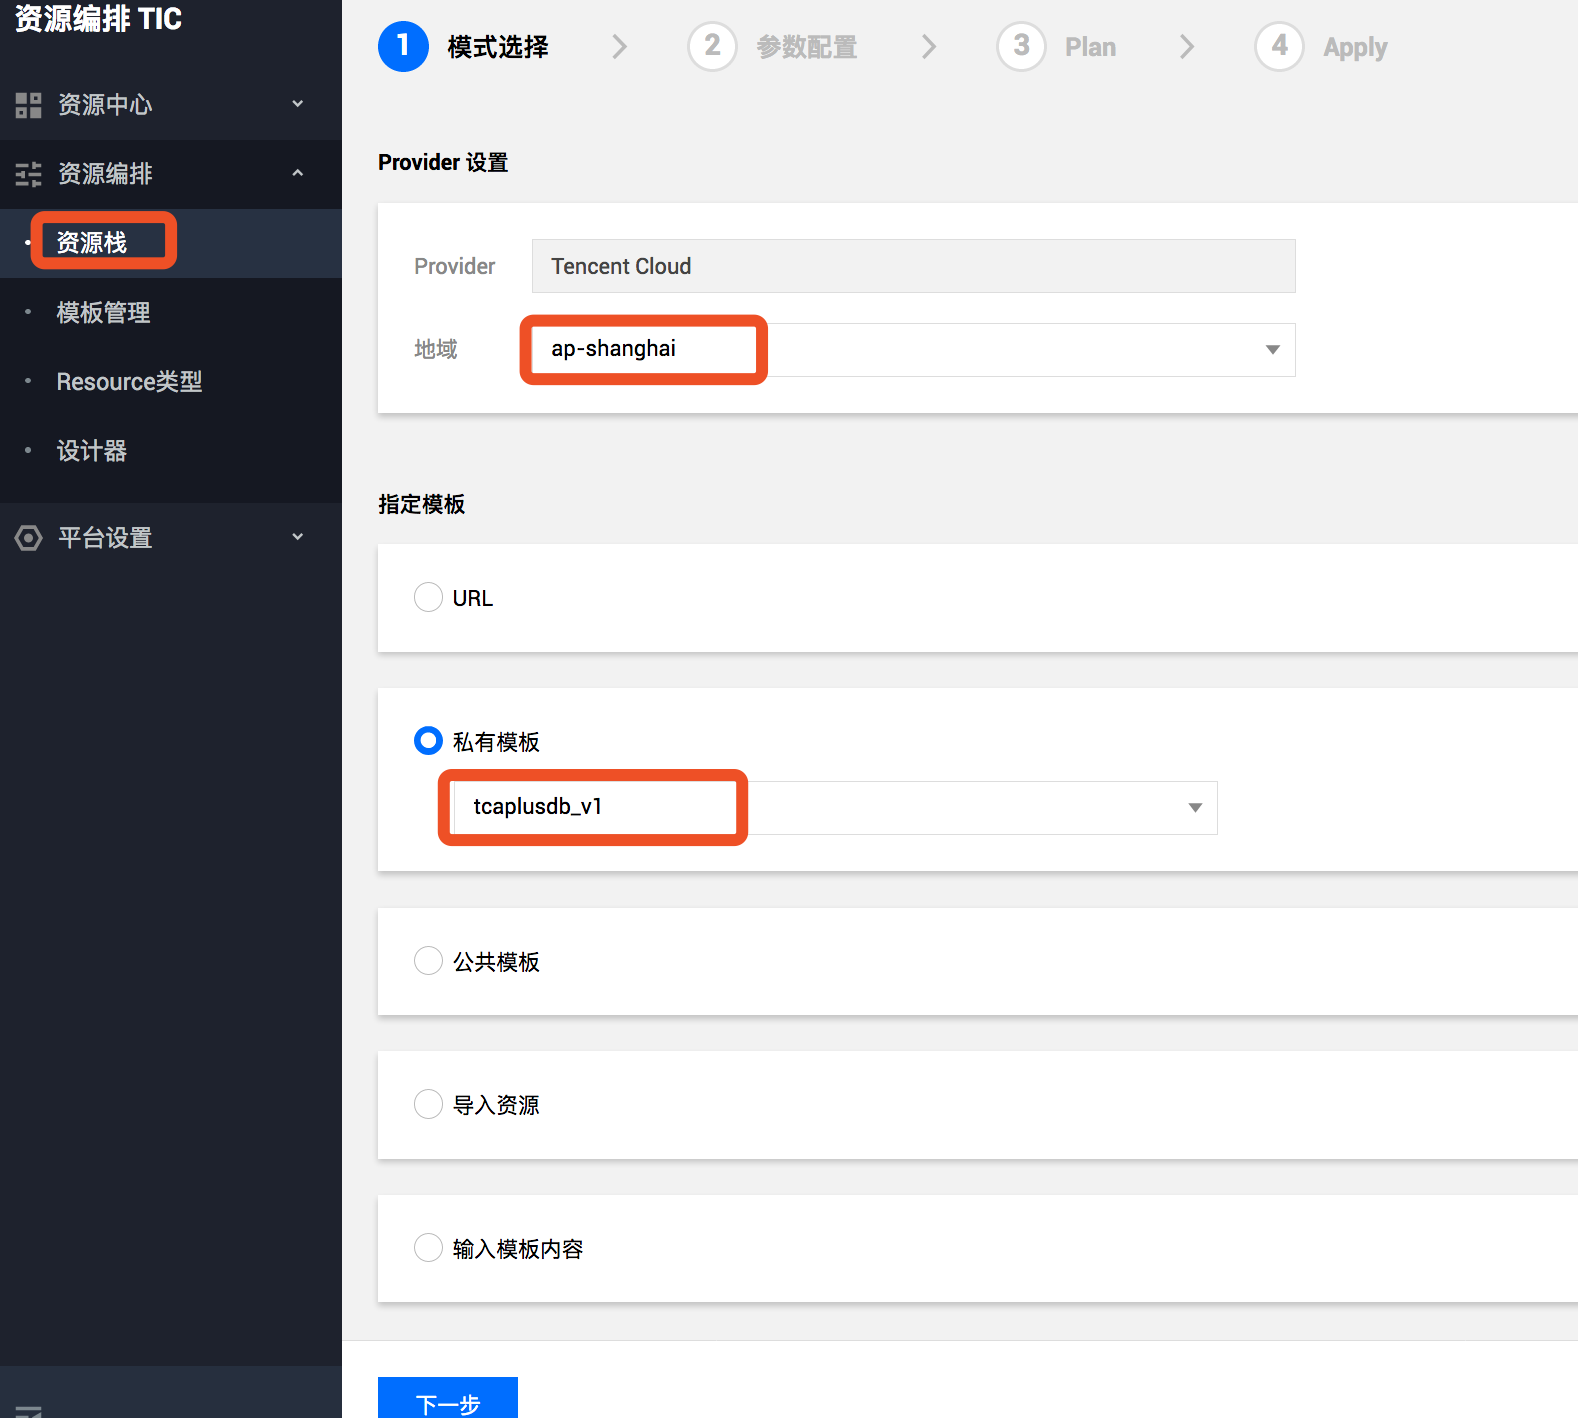 资源编排 TIC
资源中心
资源编排
资源栈
模板管理
Resource类型
设计器
平台设置
1 模式选择 2 参数配置 3 Plan 4 Apply
Provider 设置
Provider Tencent Cloud
地域 ap-shanghai
指定模板
URL
私有模板
tcaplusdb_v1
公共模板
导入资源
输入模板内容
下一步